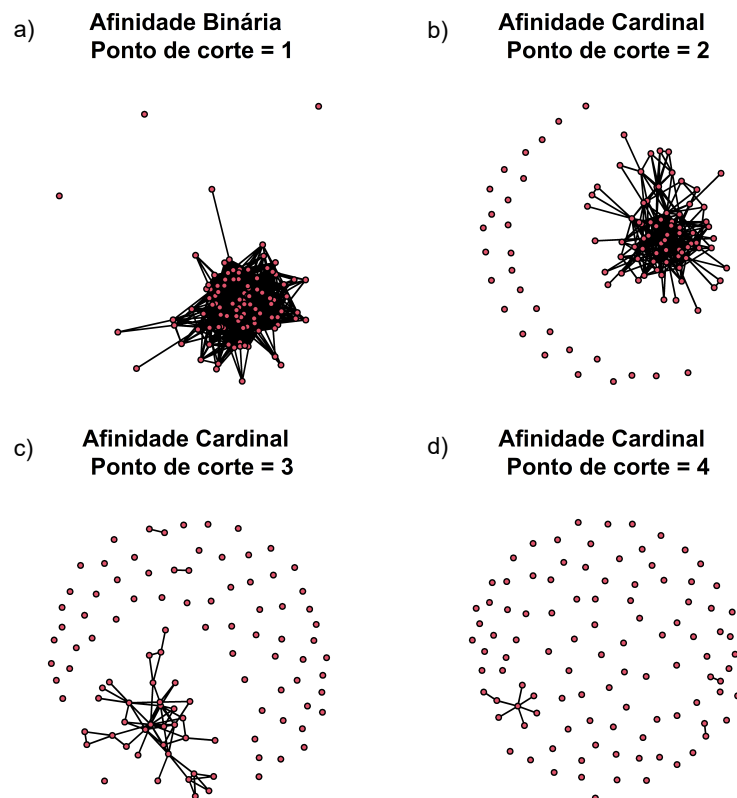 a)
Afinidade Binária
Ponto de corte = 1
b)
Afinidade Cardinal
Ponto de corte = 2
c)
Afinidade Cardinal
Ponto de corte = 3
d)
Afinidade Cardinal
Ponto de corte = 4